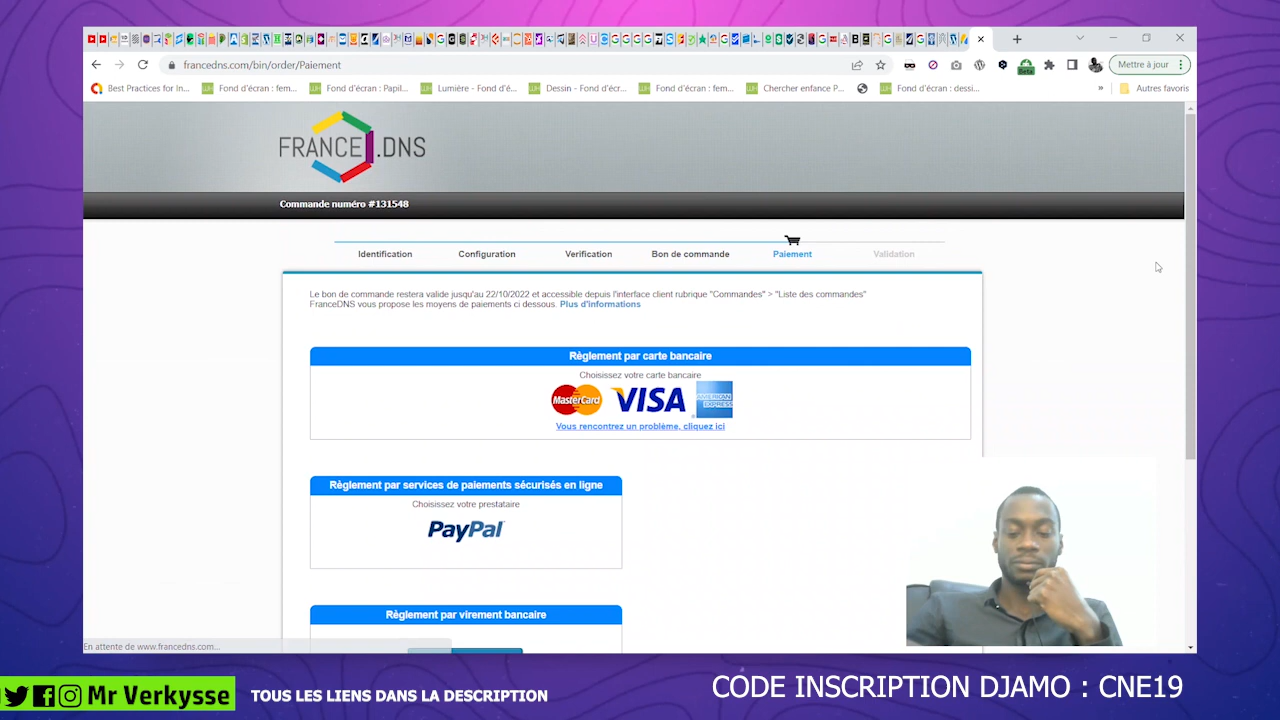 francedns.com/bin/order/Paiement
Mettre à jour
Best Practices for In...
Fond d'écran : fem...
Fond d'écran : Papil...
Lumière - Fond d'é...
Dessin - Fond d'écr...
Fond d'écran : fem...
Chercher enfance P...
Fond d'écran : dessi...
»
Autres favoris
FRANCE.DNS
Commande numéro #131548
Identification
Configuration
Verification
Bon de commande
Paiement
Validation
Le bon de commande restera valide jusqu'au 22/10/2022 et accessible depuis l'interface client rubrique "Commandes" > "Liste des commandes"
FranceDNS vous propose les moyens de paiements ci dessous. Plus d'informations
Règlement par carte bancaire
Choisissez votre carte bancaire
MasterCard VISA AMERICAN EXPRESS
Vous rencontrez un problème, cliquez ici
Règlement par services de paiements sécurisés en ligne
Choisissez votre prestataire
PayPal
Règlement par virement bancaire
En attente de www.francedns.com...
Mr Verkysse
TOUS LES LIENS DANS LA DESCRIPTION
CODE INSCRIPTION DJAMO : CNE19